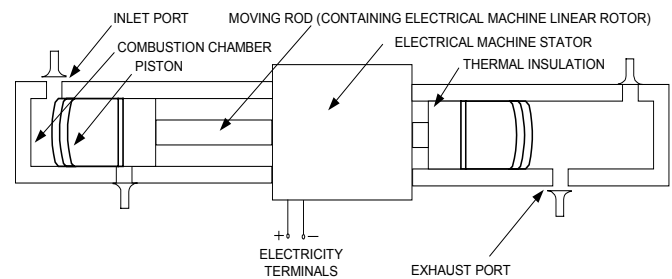 INLET PORT
MOVING ROD (CONTAINING ELECTRICAL MACHINE LINEAR ROTOR)
COMBUSTION CHAMBER
ELECTRICAL MACHINE STATOR
PISTON
THERMAL INSULATION
+ −
ELECTRICITY
TERMINALS
EXHAUST PORT